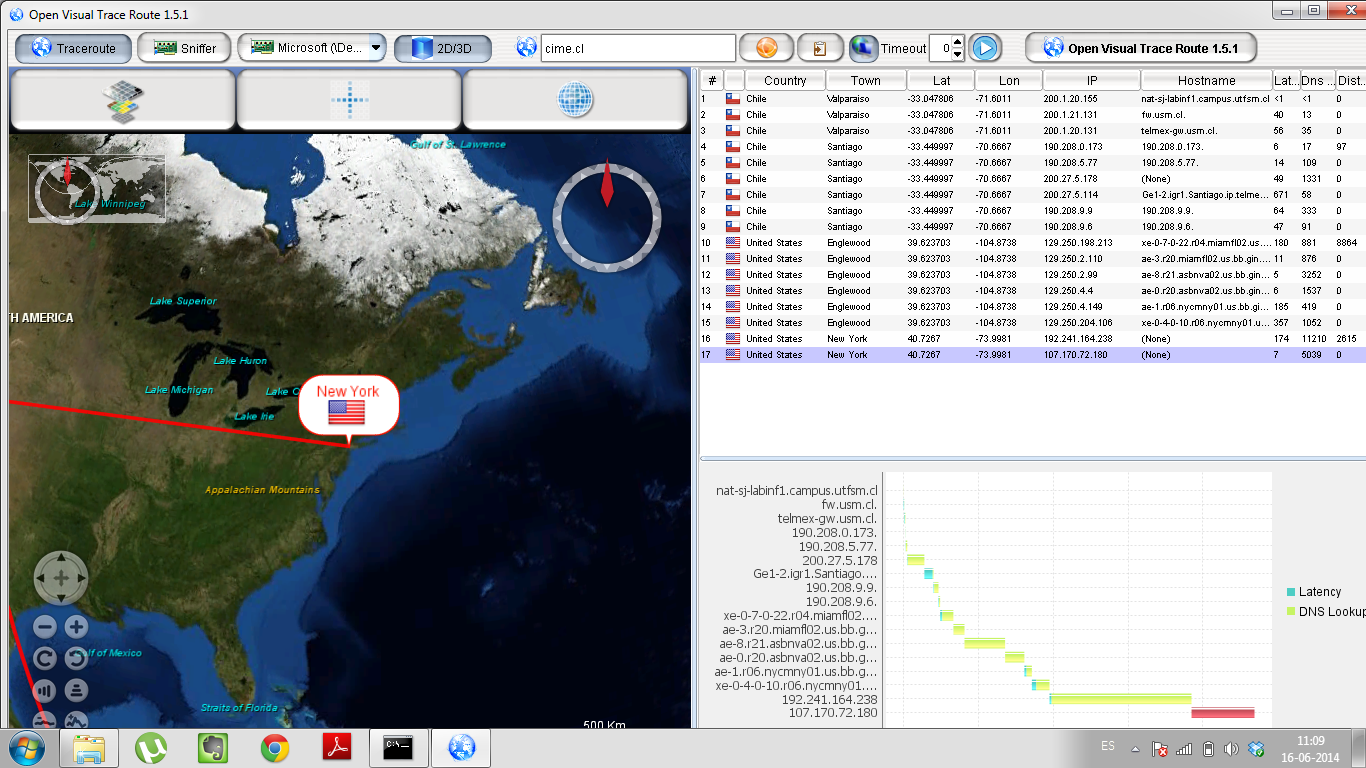 Open Visual Trace Route 1.5.1
Traceroute Sniffer Microsoft (\De... 2D/3D cime.cl Timeout 0 Open Visual Trace Route 1.5.1
# Country Town Lat Lon IP Hostname Lat... Dns ... Dist
1 Chile Valparaiso -33.047806 -71.6011 200.1.20.155 nat-sj-labinf1.campus.utfsm.cl <1 0
2 Chile Valparaiso -33.047806 -71.6011 200.1.21.131 fw.usm.cl. 40 13 0
3 Chile Valparaiso -33.047806 -71.6011 telmex-gw.usm.cl. 56 35 0
4 Chile Santiago -33.449997 -70.6667 190.208.0.173 190.208.0.173. 6 17 97
5 Chile Santiago -33.449997 -70.6667 190.208.5.77 190.208.5.77. 14 109 0
6 Chile Santiago -33.449997 -70.6667 200.27.5.178 (None) 49 1331 0
7 Chile Santiago -33.449997 -70.6667 200.27.5.114 Ge1-2.igr1.Santiago.ip.telme... 671 58 0
8 Chile Santiago -33.449997 -70.6667 190.208.9.9 190.208.9.9. 64 333 0
9 Chile Santiago -33.449997 -70.6667 190.208.9.6 190.208.9.6. 47 91 0
10 United States Englewood 39.623703 -104.8738 129.250.198.213 xe-0-7-0-22.r04.miamfl02.us.... 180 881 8864
11 United States Englewood 39.623703 -104.8738 129.250.2.110 ae-3.r20.miamfl02.us.bb.gin... 11 876 0
12 United States Englewood 39.623703 -104.8738 129.250.2.99 ae-8.r21.asbnva02.us.bb.gi... 5 3252 0
13 United States Englewood 39.623703 -104.8738 129.250.4.4 ae-0.r20.asbnva02.us.bb.gi... 6 1537 0
14 United States Englewood 39.623703 -104.8738 129.250.4.149 ae-1.r06.nycmny01.us.bb.gi... 185 419 0
15 United States Englewood 39.623703 -104.8738 129.250.204.106 xe-0-4-0-10.r06.nycmny01.u... 357 1052 0
16 United States New York 40.7267 -73.9981 192.241.164.238 (None) 174 11210 2615
17 United States New York 40.7267 -73.9981 107.170.72.180 (None) 7 5039 0
Gulf of St. Lawrence
Lake Winnipeg
Lake Superior
TH AMERICA
Lake Huron
Lake Michigan
Lake O
New York
Lake Irie
Appalachian Mountains
Gulf of Mexico
Straits of Florida
500 Km
nat-sj-labinf1.campus.utfsm.cl
fw.usm.cl.
telmex-gw.usm.cl.
190.208.0.173.
190.208.5.77.
200.27.5.178
Ge1-2.igr1.Santiago....
190.208.9.9.
190.208.9.6.
xe-0-7-0-22.r04.miamfl02....
ae-3.r20.miamfl02.us.bb.g...
ae-8.r21.asbnva02.us.bb.g...
ae-0.r20.asbnva02.us.bb.g...
ae-1.r06.nycmny01.us.bb.g...
xe-0-4-0-10.r06.nycmny01....
192.241.164.238
107.170.72.180
Latency
DNS Lookup
ES
11:09
16-06-2014